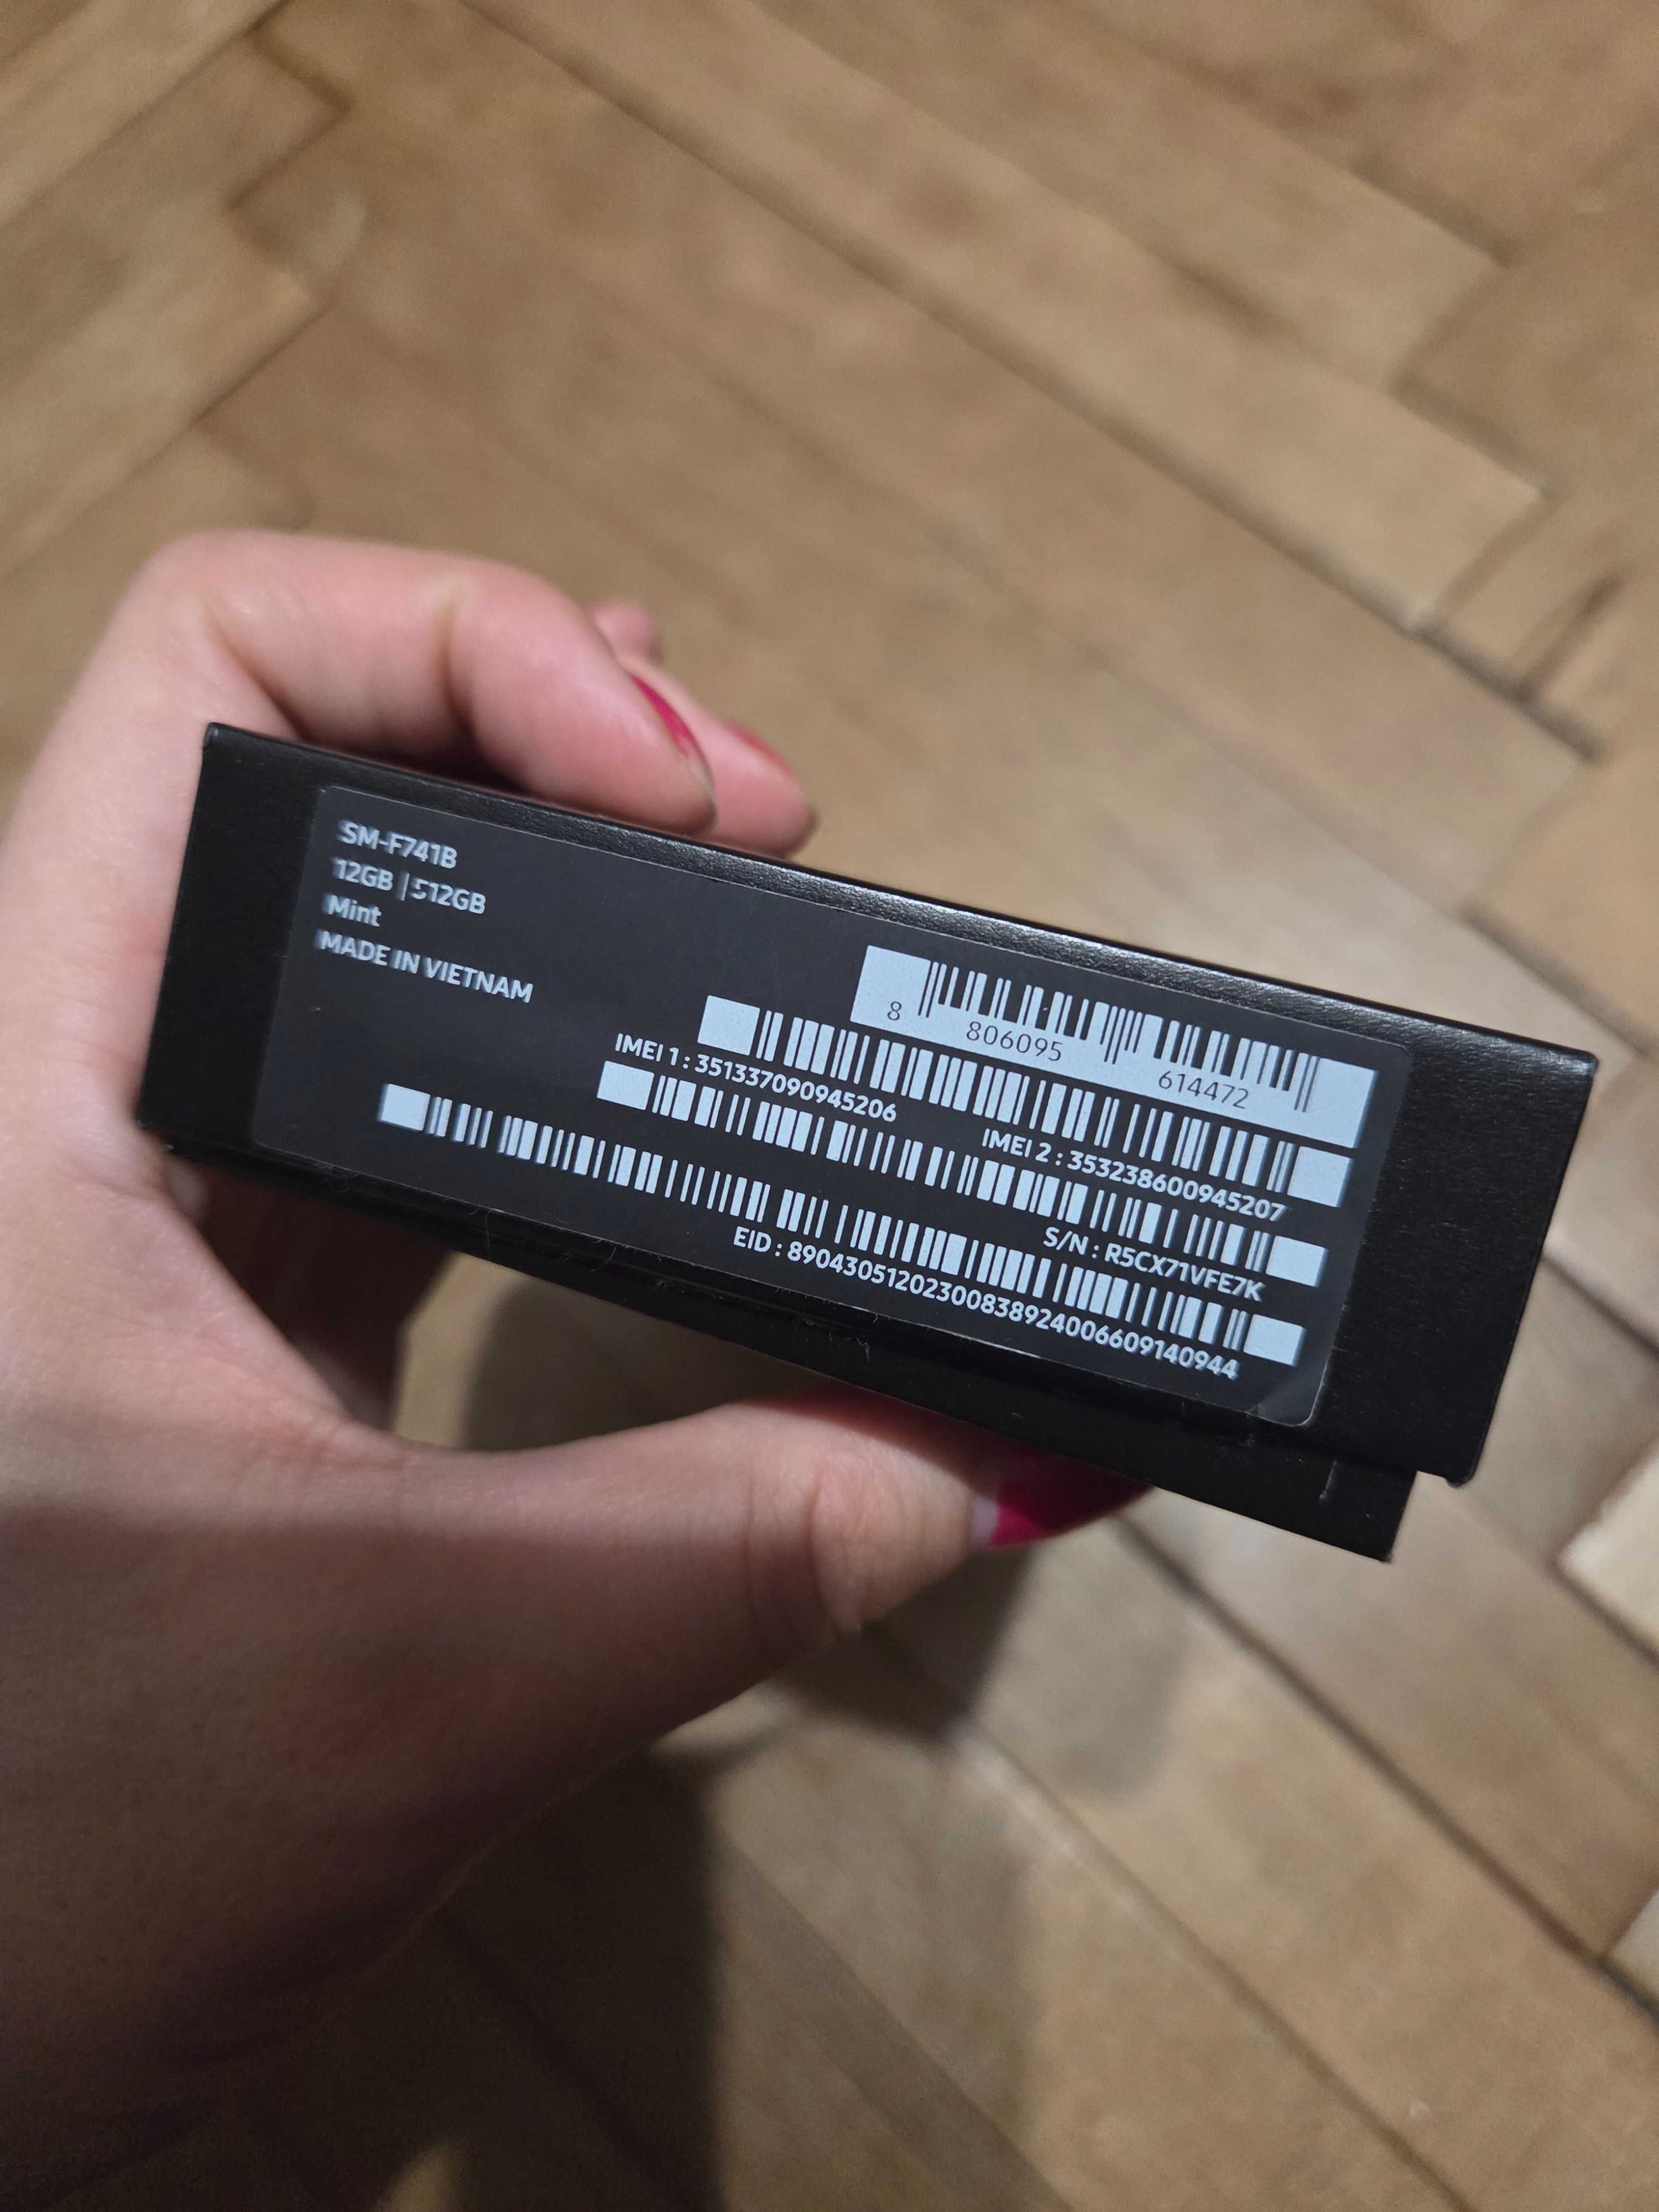 SM-F741B
12GB | 512GB
Mint
MADE IN VIETNAM
8 806095 614472
IMEI 1 : 351337090945206
IMEI 2 : 353238600945207
S/N : R5CX71VFE7K
EID : 89043051202300838924006609140944